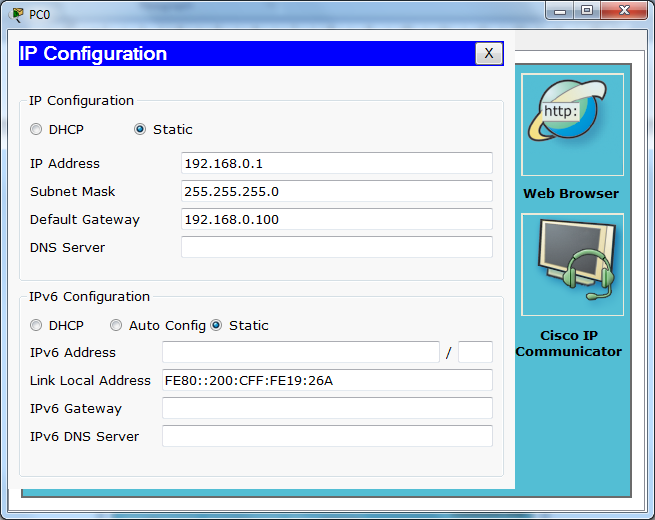 PC0
IP Configuration X
IP Configuration
DHCP Static
IP Address 192.168.0.1
Subnet Mask 255.255.255.0
Default Gateway 192.168.0.100
DNS Server
IPv6 Configuration
DHCP Auto Config Static
IPv6 Address /
Link Local Address FE80::200:CFF:FE19:26A
IPv6 Gateway
IPv6 DNS Server
http:
Web Browser
Cisco IP
Communicator